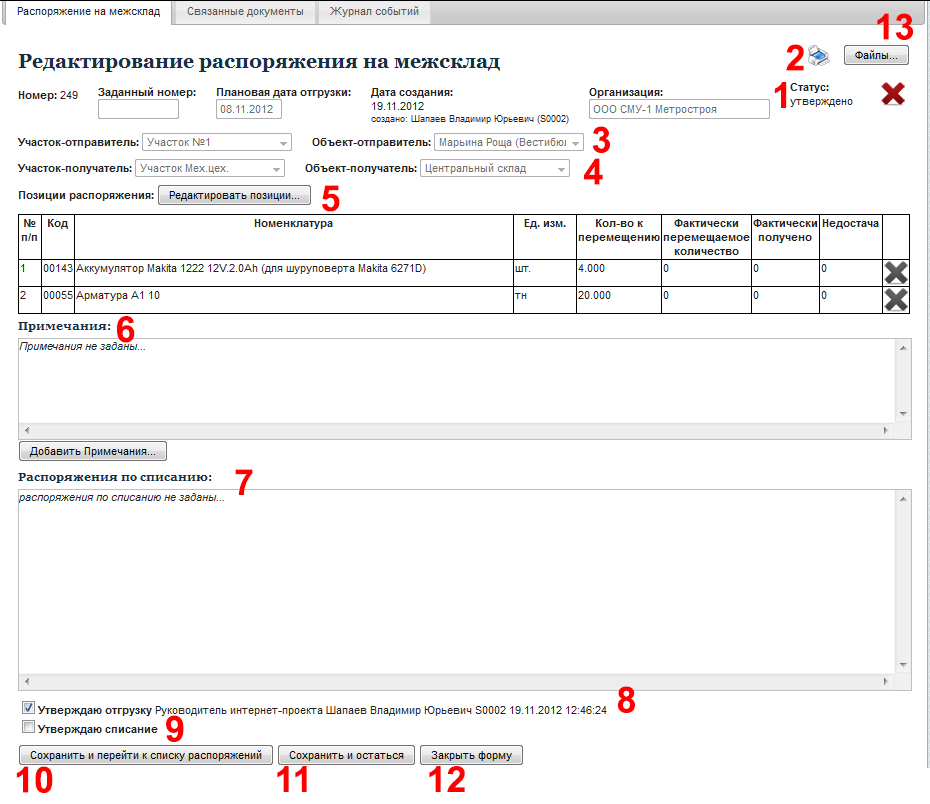 Распоряжение на межсклад Связанные документы Журнал событий
13
Редактирование распоряжения на межсклад 2 Файлы...
Номер: 249 Заданный номер: Плановая дата отгрузки: Дата создания: Организация: 1 Статус:
08.11.2012 19.11.2012 ООО СМУ-1 Метростроя утверждено
создано: Шапаев Владимир Юрьевич (S0002)
Участок-отправитель: Участок №1 Объект-отправитель: Марьина Роща (Вестибюл 3
Участок-получатель: Участок Мех.цех. Объект-получатель: Центральный склад 4
Позиции распоряжения: Редактировать позиции... 5
№ п/п Код Номенклатура Ед. изм. Кол-во к перемещению Фактически перемещаемое количество Фактически получено Недостача
1 00143 Аккумулятор Makita 1222 12V.2.0Ah (для шуруповерта Makita 6271D) шт. 4.000 0 0 0
2 00055 Арматура А1 10 тн 20.000 0 0 0
Примечания: 6
Примечания не заданы...
Добавить Примечания...
Распоряжения по списанию: 7
распоряжения по списанию не заданы...
Утверждаю отгрузку Руководитель интернет-проекта Шапаев Владимир Юрьевич S0002 19.11.2012 12:46:24 8
Утверждаю списание 9
Сохранить и перейти к списку распоряжений Сохранить и остаться Закрыть форму
10 11 12